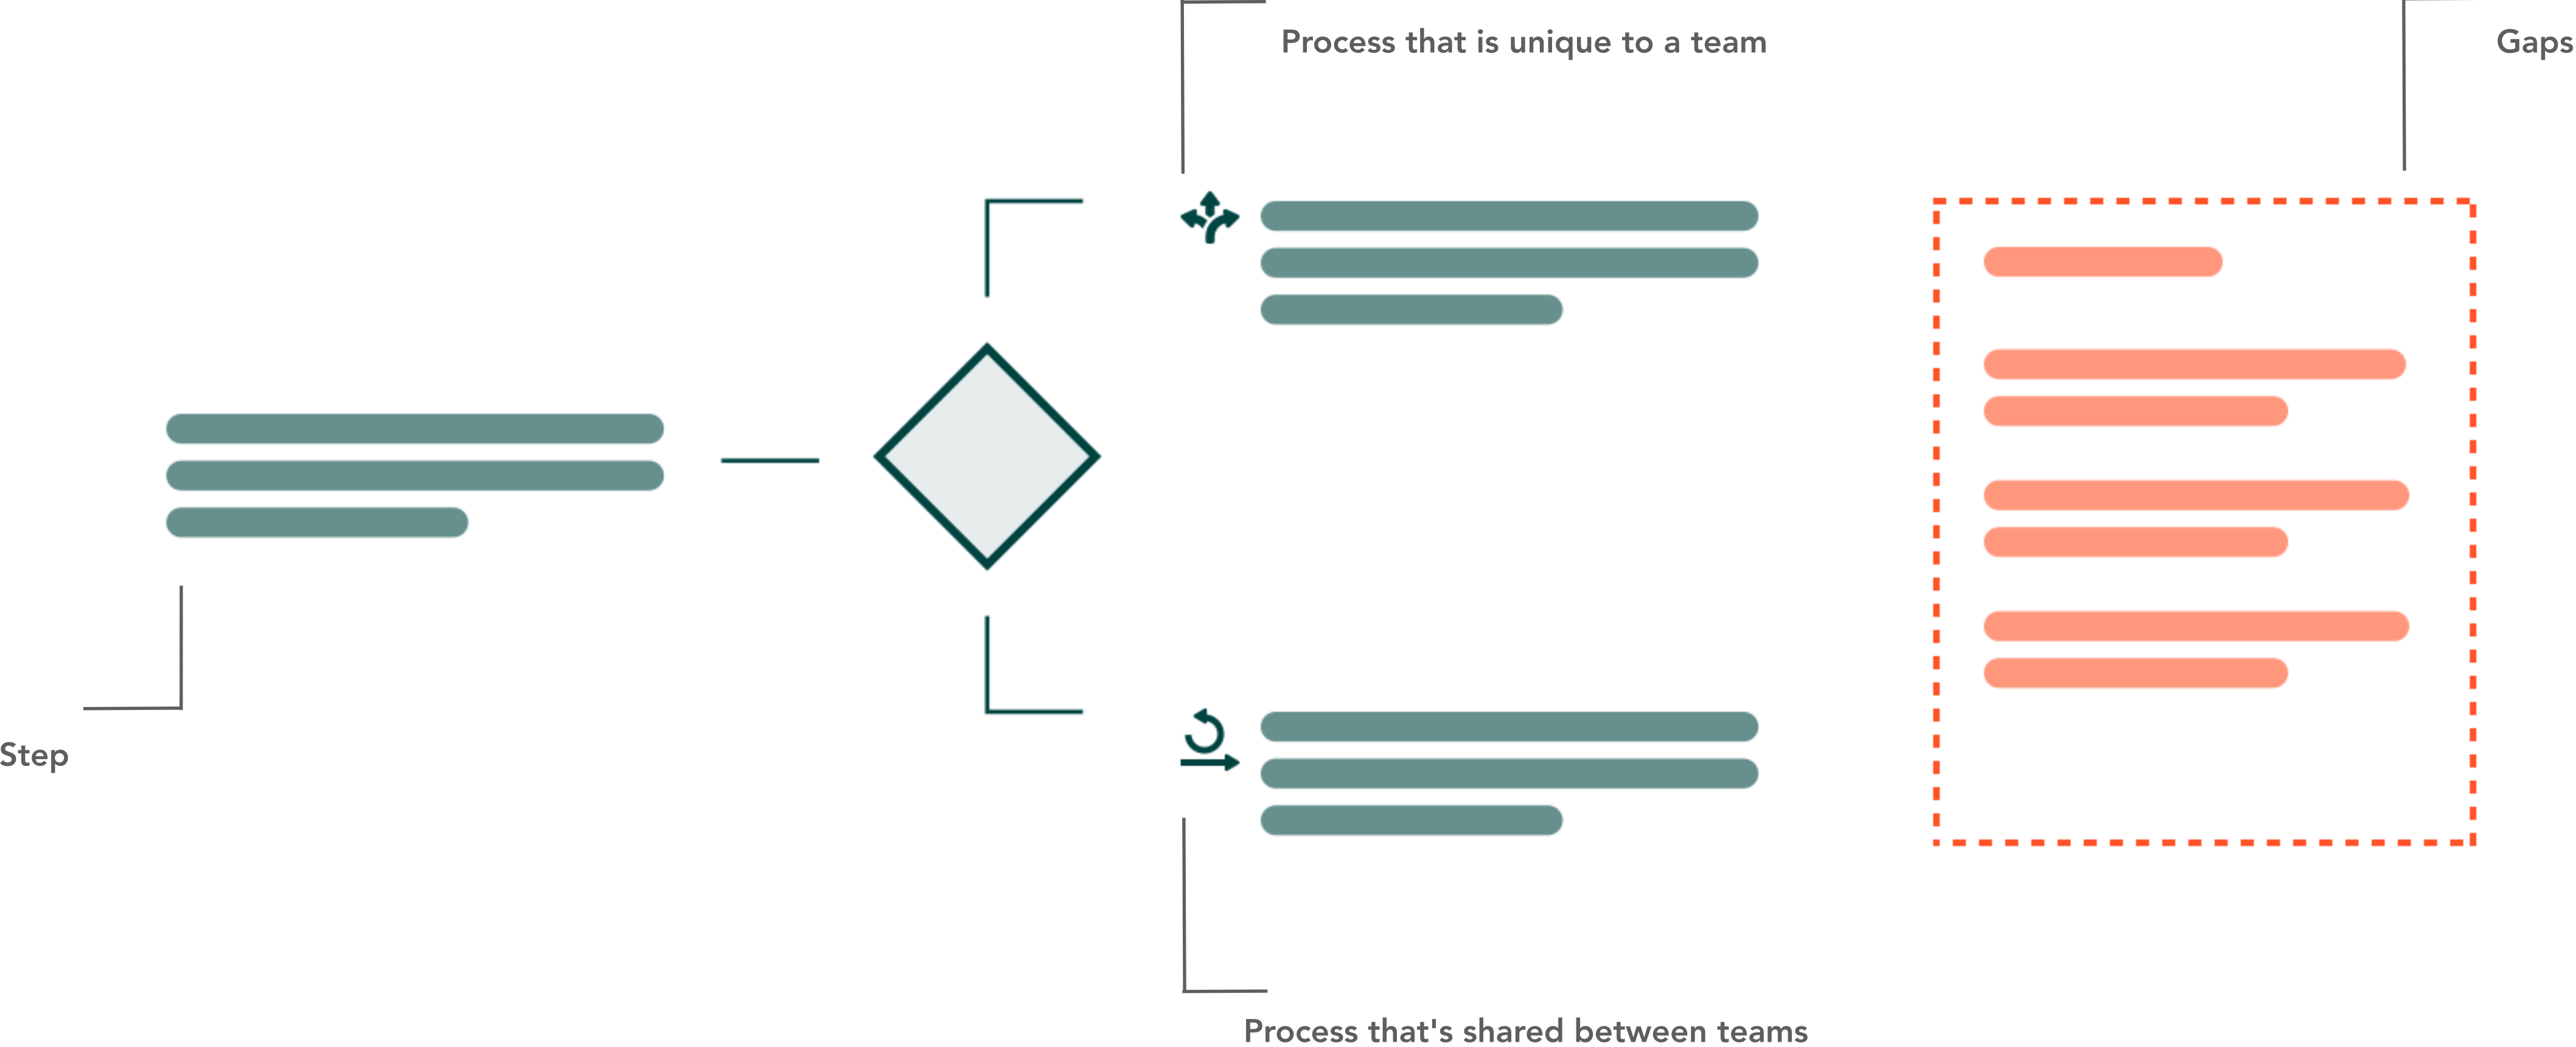 Process that is unique to a team
Gaps
Step
Process that's shared between teams